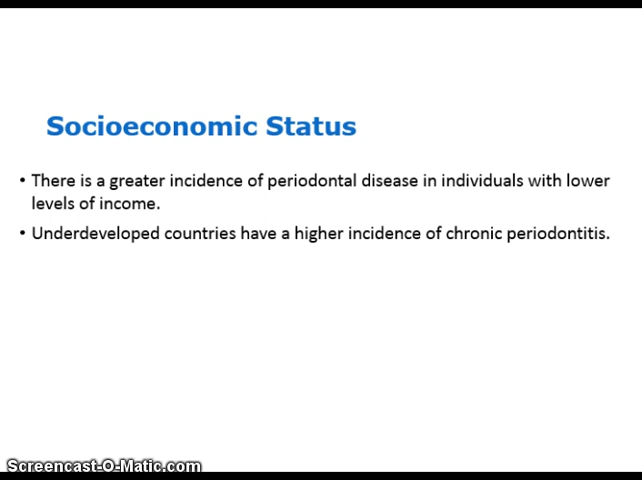 Socioeconomic Status
• There is a greater incidence of periodontal disease in individuals with lower
levels of income.
• Underdeveloped countries have a higher incidence of chronic periodontitis.
Screencast-O-Matic.com